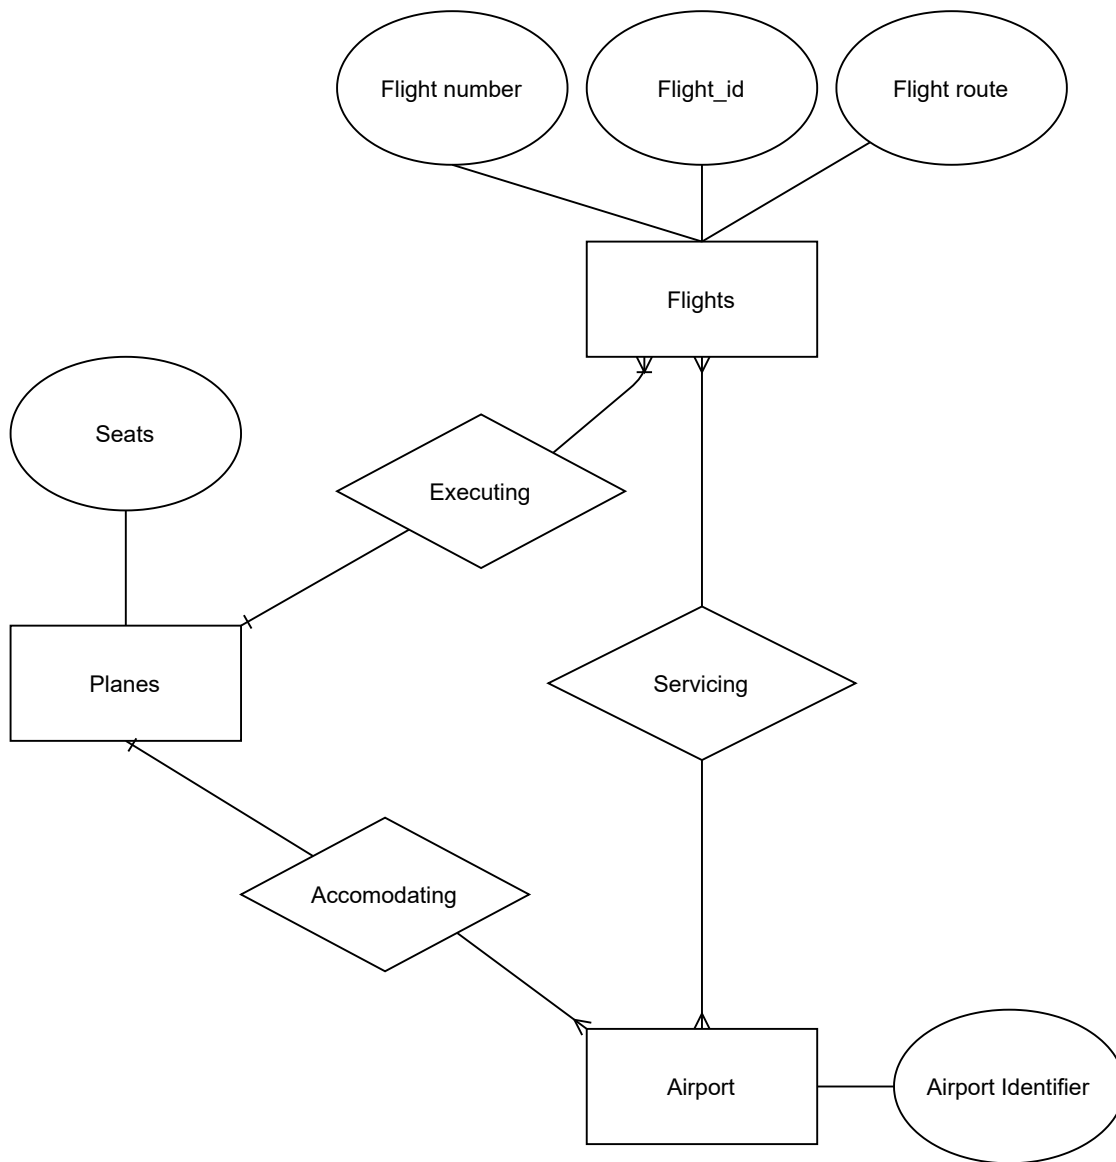 Flight number
Flight_id
Flight route
Flights
Seats
Executing
Planes
Servicing
Accomodating
Airport
Airport Identifier